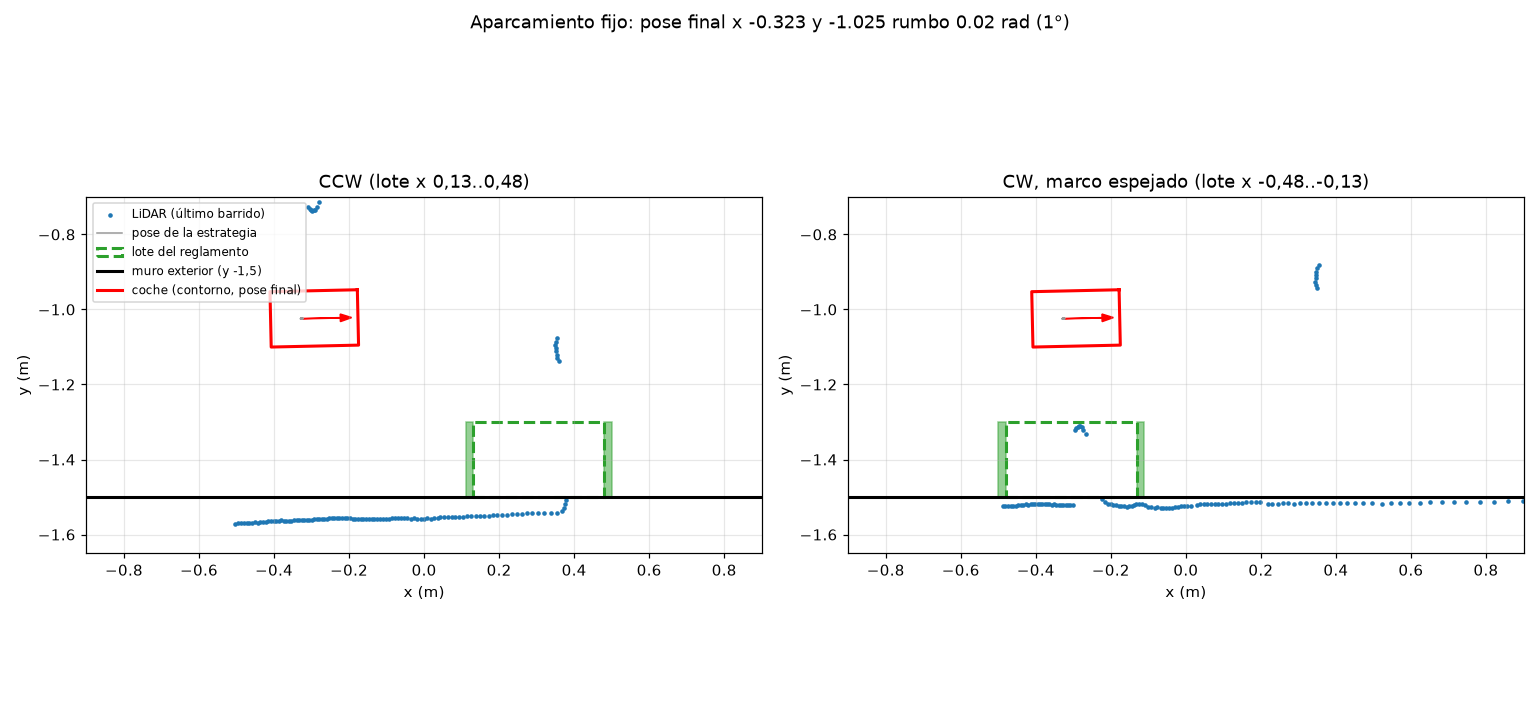 Aparcamiento fijo: pose final x -0.323 y -1.025 rumbo 0.02 rad (1°)
CCW (lote x 0,13..0,48)
LiDAR (último barrido)
pose de la estrategia
lote del reglamento
muro exterior (y -1,5)
coche (contorno, pose final)
y (m)
−0.8
−1.0
−1.2
−1.4
−1.6
−0.8
−0.6
−0.4
−0.2
0.0
0.2
0.4
0.6
0.8
x (m)
CW, marco espejado (lote x -0,48..-0,13)
y (m)
−0.8
−1.0
−1.2
−1.4
−1.6
−0.8
−0.6
−0.4
−0.2
0.0
0.2
0.4
0.6
0.8
x (m)